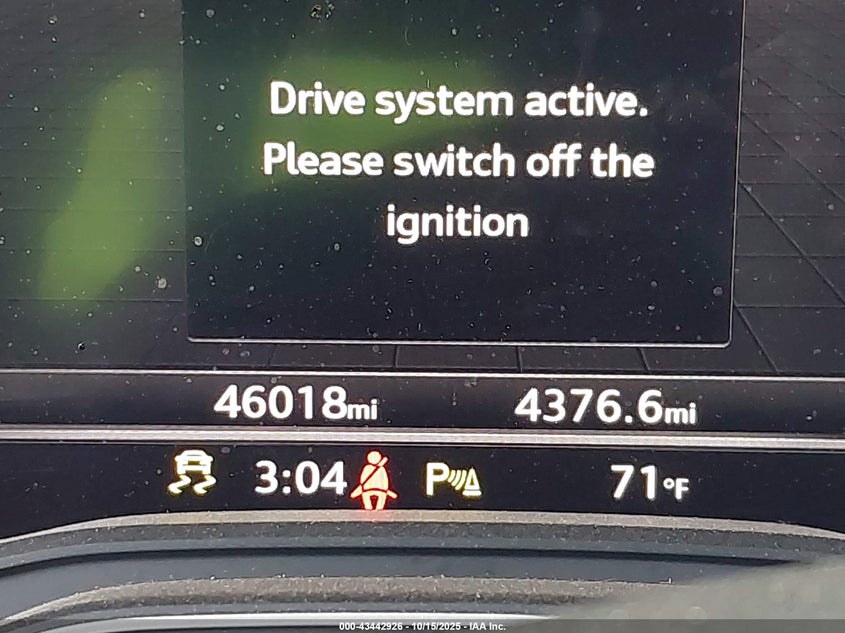 Drive system active.
Please switch off the
ignition
46018mi 4376.6mi
3:04 P 71°F
000-43442926 - 10/15/2025 - IAA Inc.